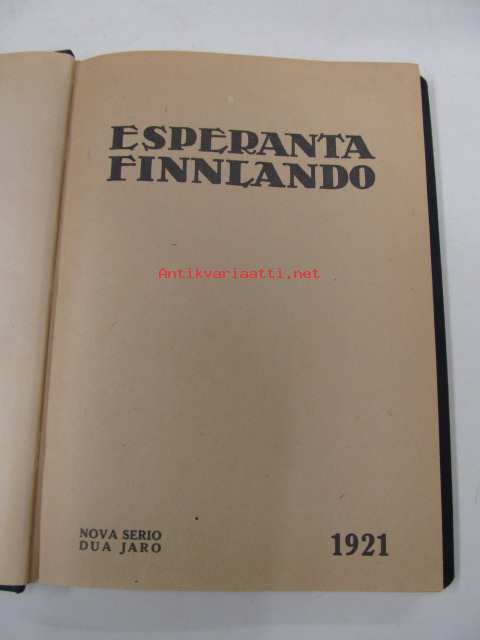 ESPERANTA
FINNLANDO
Antikvariaatti.net
NOVA SERIO
DUA JARO
1921